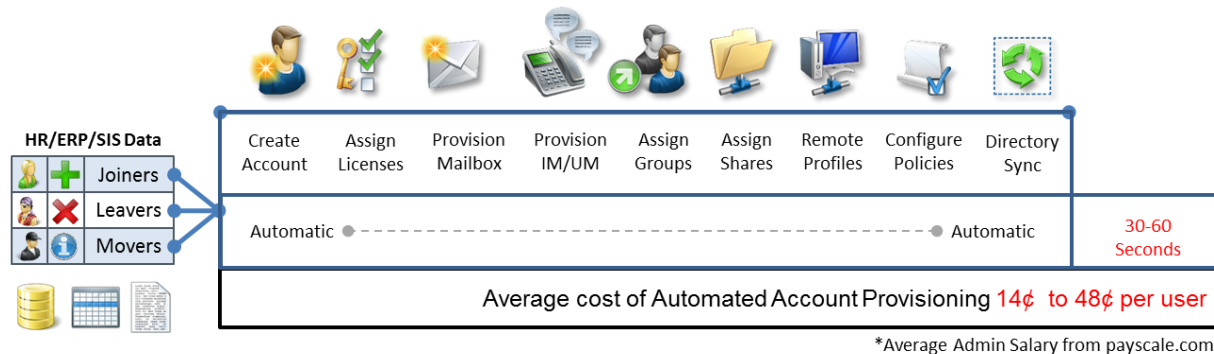 HR/ERP/SIS Data
Joiners
Leavers
Movers
Create
Account
Assign
Licenses
Provision
Mailbox
Provision
IM/UM
Assign
Groups
Assign
Shares
Remote
Profiles
Configure
Policies
Directory
Sync
Automatic
Automatic
30-60
Seconds
Average cost of Automated Account Provisioning 14¢ to 48¢ per user
*Average Admin Salary from payscale.com